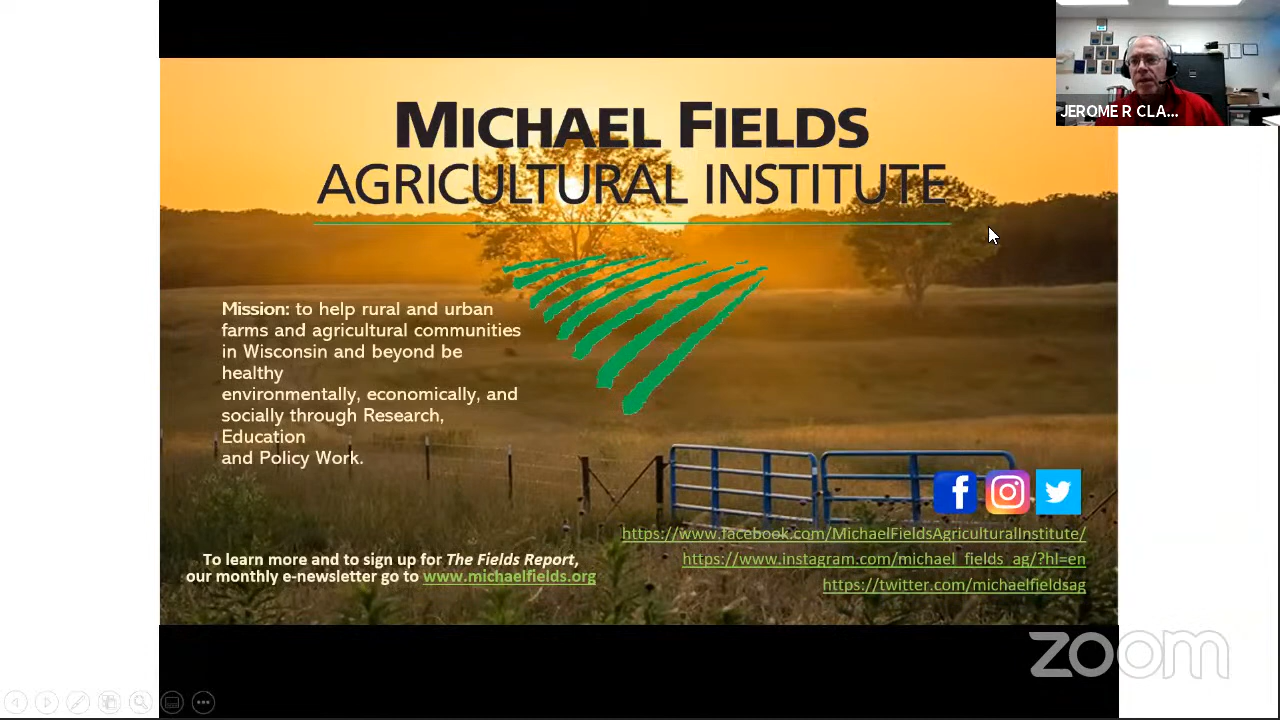 MICHAEL FIELDS
AGRICULTURAL INSTITUTE
JEROME R CLA...
Mission: to help rural and urban
farms and agricultural communities
in Wisconsin and beyond be
healthy
environmentally, economically, and
socially through Research,
Education
and Policy Work.
https://www.facebook.com/MichaelFieldsAgriculturalInstitute/
https://www.instagram.com/michael_fields_ag/?hl=en
https://twitter.com/michaelfieldsag
To learn more and to sign up for The Fields Report,
our monthly e-newsletter go to www.michaelfields.org
zoom